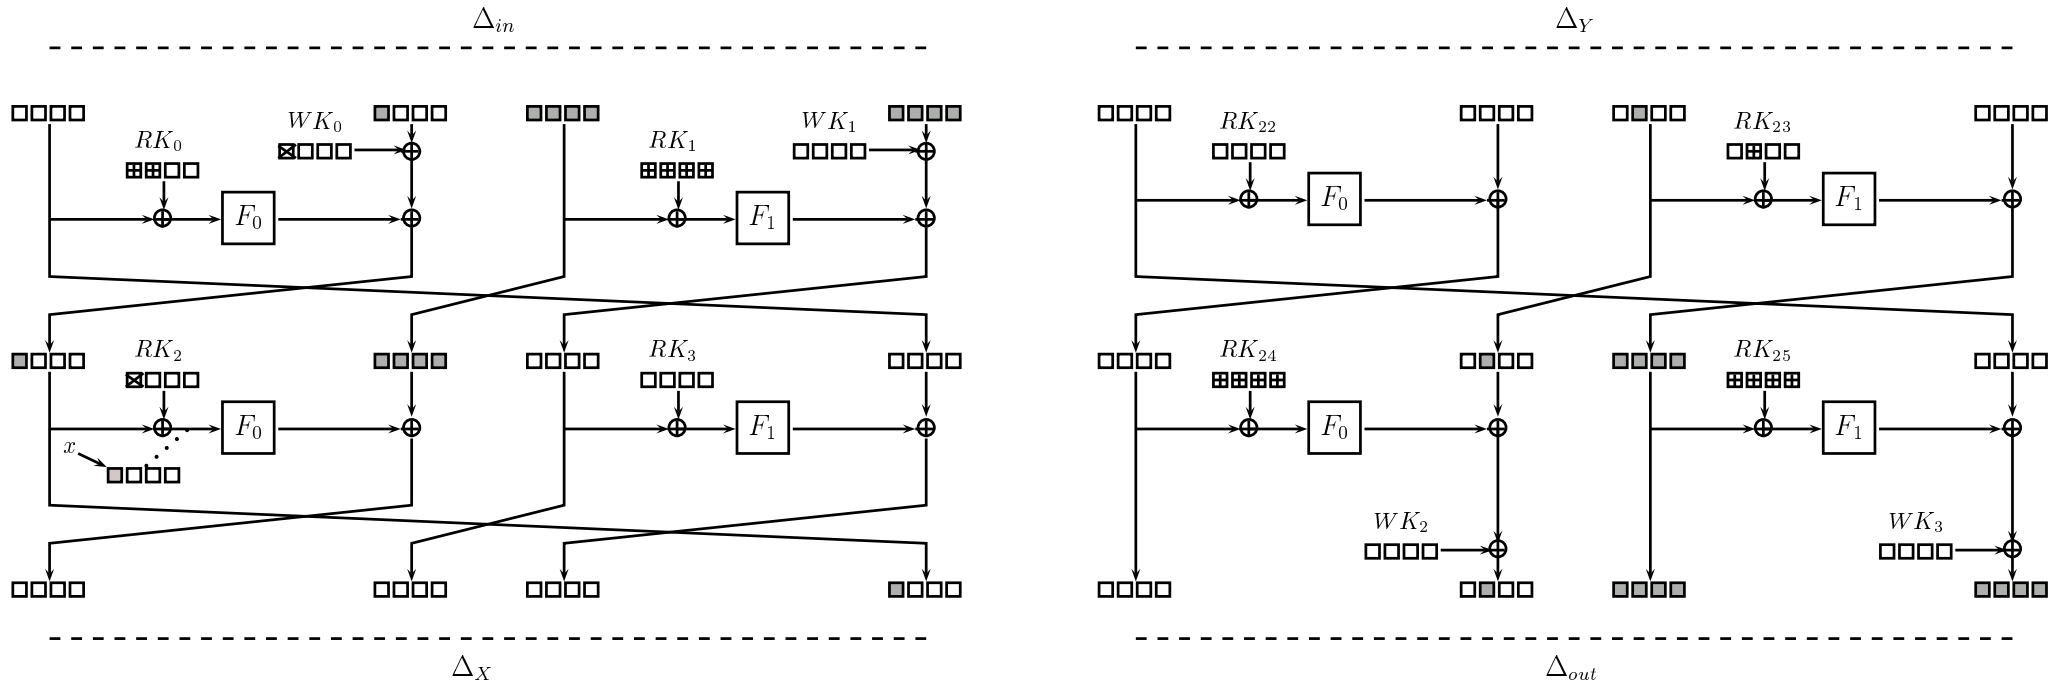 Δ_in Δ_Y
WK_0 WK_1 RK_22 RK_23
RK_0 RK_1
F_0 F_1 F_0 F_1
RK_2 RK_3 RK_24 RK_25
F_0 F_1 F_0 F_1
x
WK_2 WK_3
Δ_X Δ_out